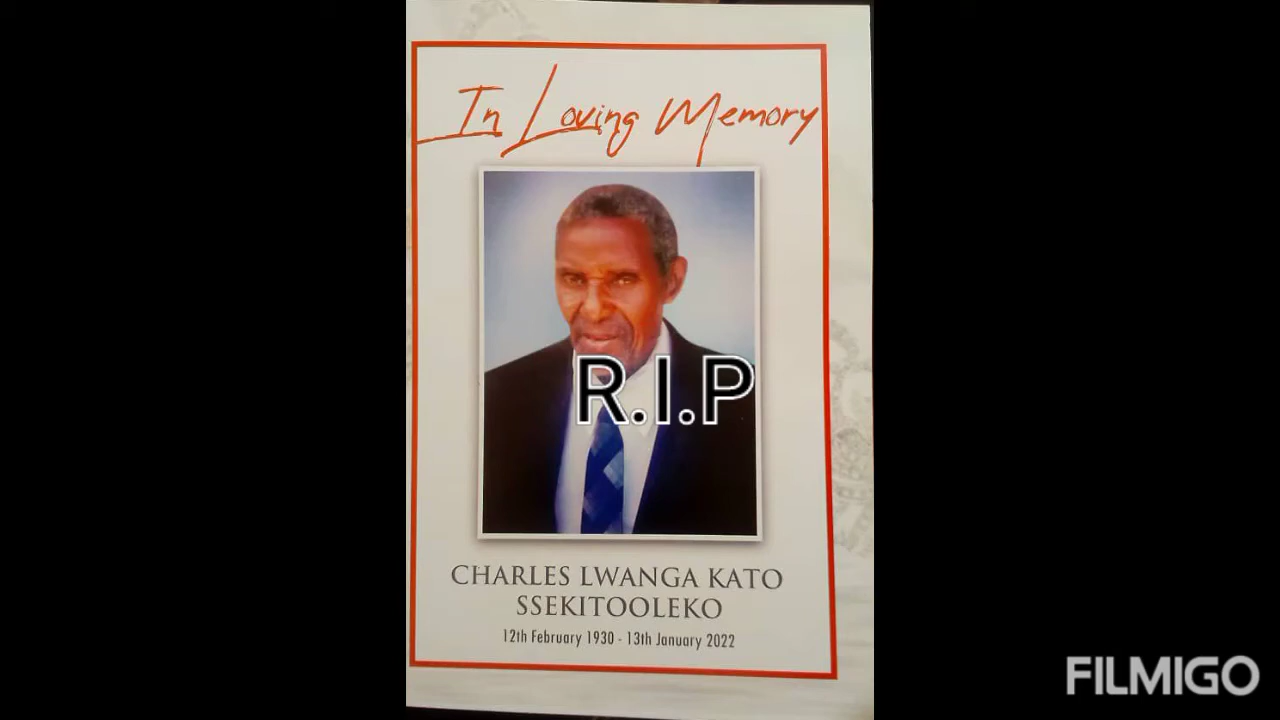 In Loving Memory
R.I.P
CHARLES LWANGA KATO
SSEKITOOLEKO
12th February 1930 - 13th January 2022
FILMIGO